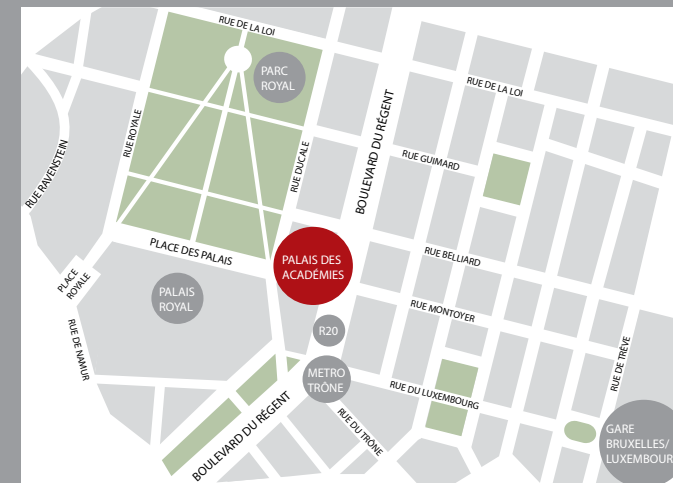 RUE DE LA LOI
PARC
ROYAL
RUE DE LA LOI
BOULEVARD DU RÉGENT
RUE ROYALE
RUE DUCALE
RUE GUIMARD
RUE RAVENSTEIN
PLACE DES PALAIS
PALAIS DES
ACADÉMIES
RUE BELLIARD
PLACE
ROYALE
PALAIS
ROYAL
RUE MONTOYER
R20
RUE DE NAMUR
RUE DE TRÈVE
METRO
TRÔNE
RUE DU LUXEMBOURG
BOULEVARD DU RÉGENT
RUE DU TRÔNE
GARE
BRUXELLES/
LUXEMBOUR